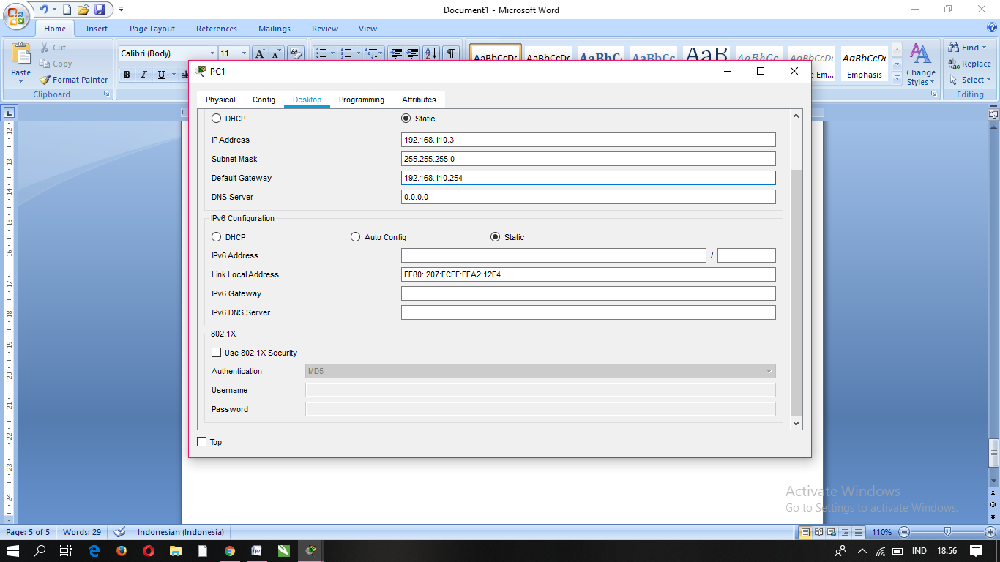 Document1 - Microsoft Word
Home Insert Page Layout References Mailings Review View
Paste
Cut
Copy
Format Painter
Clipboard
Calibri (Body) 11
B I U
AaBbCcDc AaBbCcDc AaBbC AaBbCc AaB AaBbCc. AaBbCcDc AaBbCcDc
Emphasis
Change
Styles
Find
Replace
Select
Editing
PC1
Physical Config Desktop Programming Attributes
DHCP Static
IP Address 192.168.110.3
Subnet Mask 255.255.255.0
Default Gateway 192.168.110.254
DNS Server 0.0.0.0
IPv6 Configuration
DHCP Auto Config Static
IPv6 Address /
Link Local Address FE80::207:ECFF:FEA2:12E4
IPv6 Gateway
IPv6 DNS Server
802.1X
Use 802.1X Security
Authentication MD5
Username
Password
Top
Activate Windows
Go to Settings to activate Windows.
Page: 5 of 5 Words: 29 Indonesian (Indonesia) 110%
IND 18.56